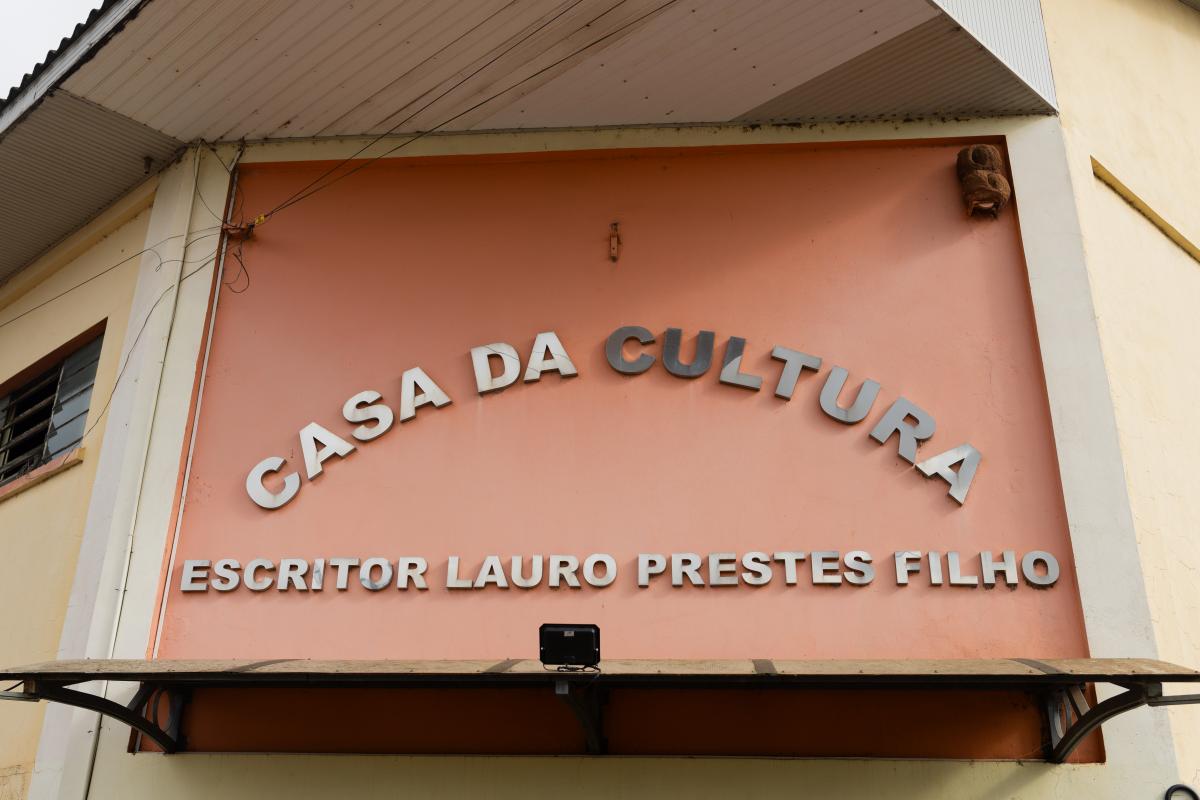 CASA DA CULTURA
ESCRITOR LAURO PRESTES FILHO